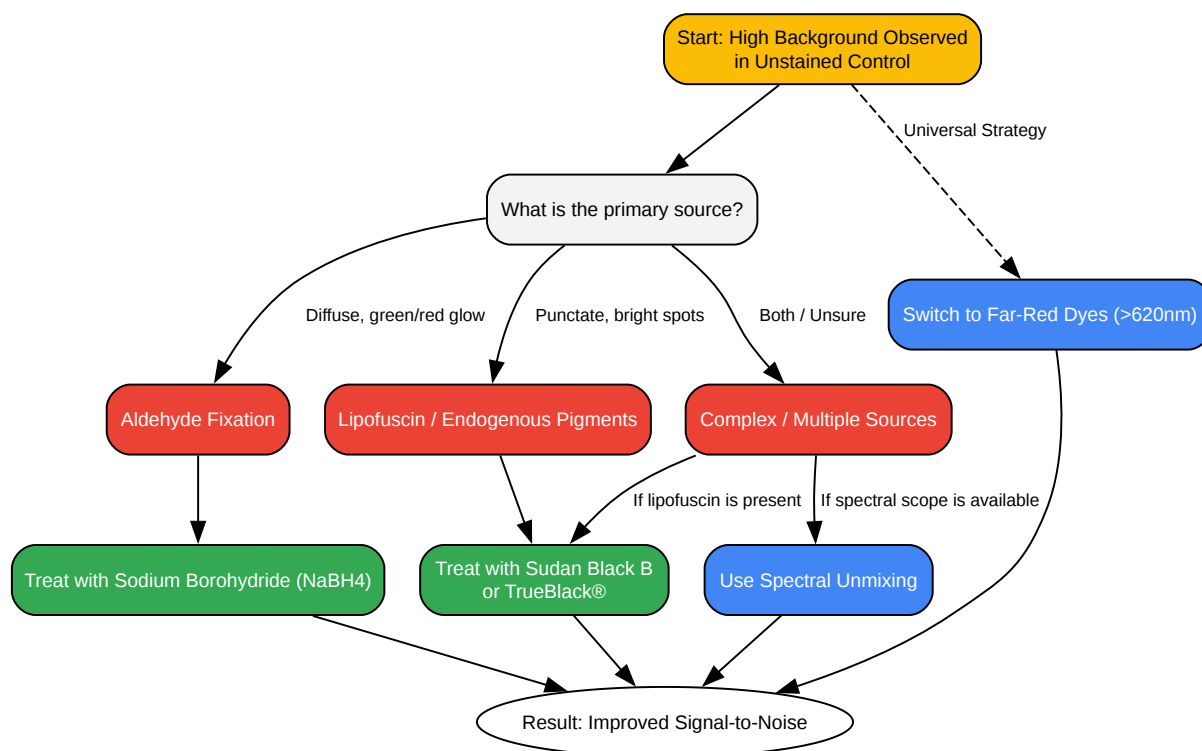 Start: High Background Observed
in Unstained Control
Universal Strategy
What is the primary source?
Switch to Far-Red Dyes (>620nm)
Diffuse, green/red glow
Punctate, bright spots
Both / Unsure
Aldehyde Fixation
Lipofuscin / Endogenous Pigments
Complex / Multiple Sources
If lipofuscin is present
If spectral scope is available
Treat with Sodium Borohydride (NaBH4)
Treat with Sudan Black B
or TrueBlack®
Use Spectral Unmixing
Result: Improved Signal-to-Noise